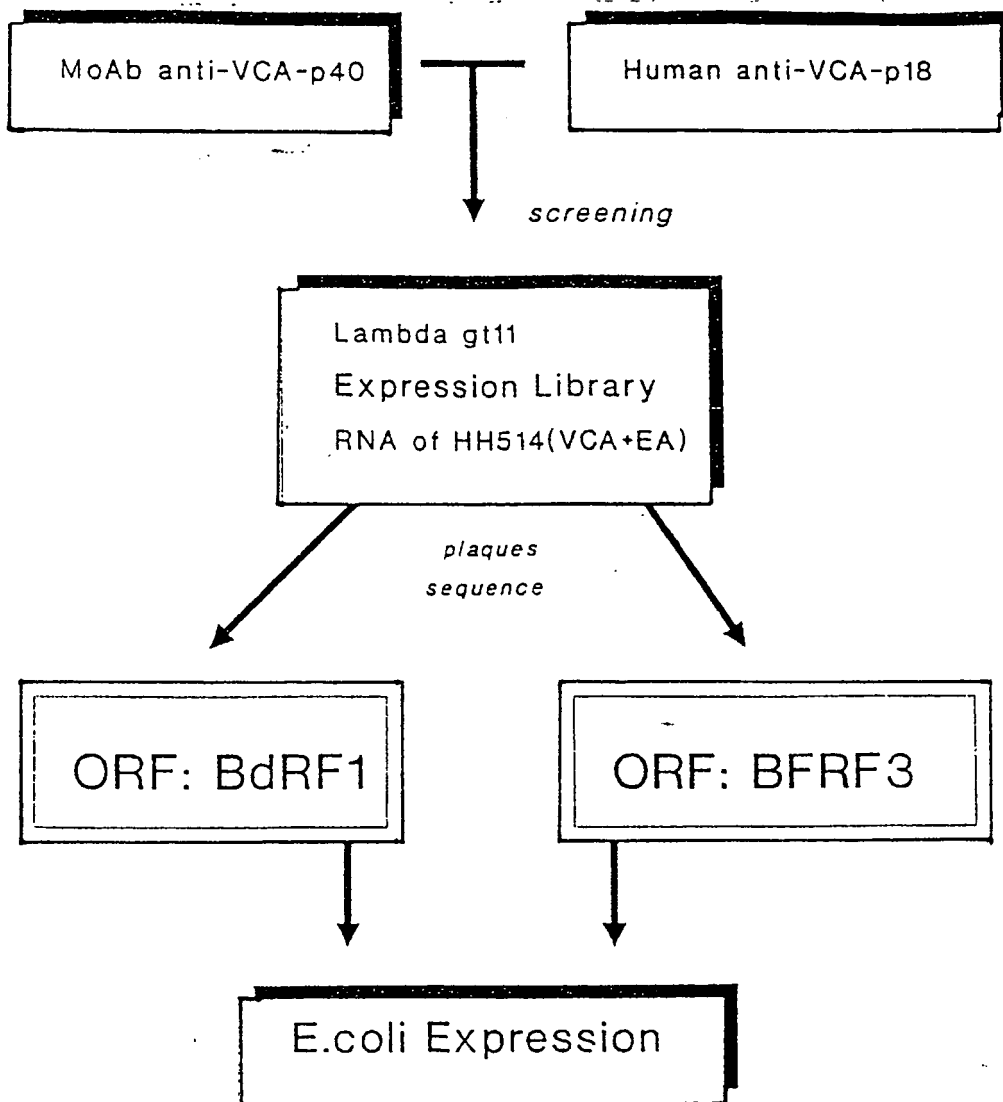 MoAb anti-VCA-p40
Human anti-VCA-p18
screening
Lambda gt11
Expression Library
RNA of HH514(VCA+EA)
plaques
sequence
ORF: BdRF1
ORF: BFRF3
E.coli Expression